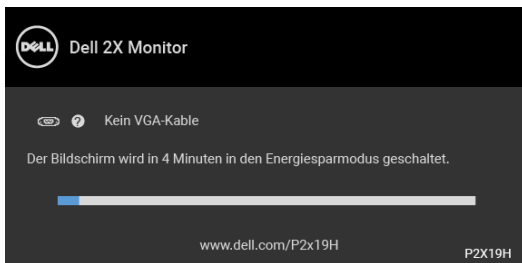 DELL
Dell 2X Monitor
? Kein VGA-Kable
Der Bildschirm wird in 4 Minuten in den Energiesparmodus geschaltet.
www.dell.com/P2x19H
P2X19H